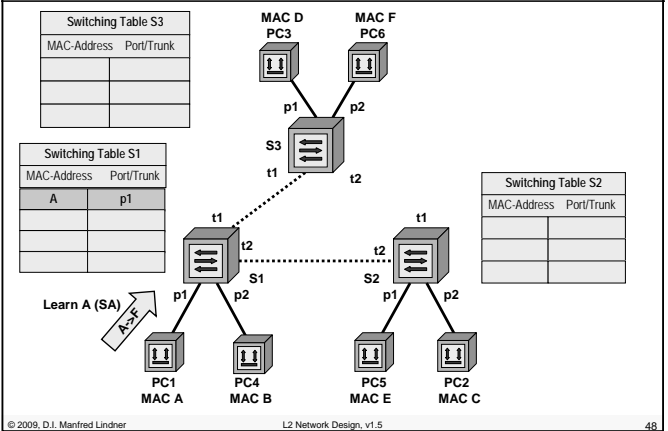 Switching Table S3
MAC-Address Port/Trunk
MAC D
PC3
MAC F
PC6
p1
p2
S3
t1
t2
Switching Table S1
MAC-Address Port/Trunk
A p1
Switching Table S2
MAC-Address Port/Trunk
t1
t2
S1
p1
p2
t1
t2
S2
p1
p2
Learn A (SA)
A->F
PC1
MAC A
PC4
MAC B
PC5
MAC E
PC2
MAC C
© 2009, D.I. Manfred Lindner
L2 Network Design, v1.5
48